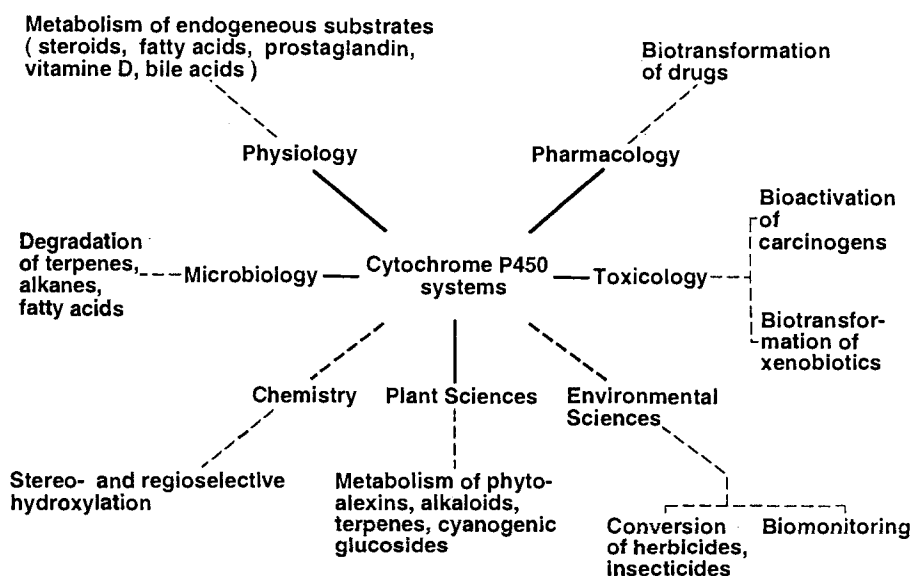 Metabolism of endogeneous substrates
( steroids, fatty acids, prostaglandin,
vitamine D, bile acids )
Biotransformation
of drugs
Physiology
Pharmacology
Bioactivation
of
carcinogens
Degradation
of terpenes,
alkanes,
fatty acids
Microbiology
Cytochrome P450
systems
Toxicology
Biotransfor-
mation of
xenobiotics
Chemistry
Plant Sciences
Environmental
Sciences
Stereo- and regioselective
hydroxylation
Metabolism of phyto-
alexins, alkaloids,
terpenes, cyanogenic
glucosides
Conversion
of herbicides,
insecticides
Biomonitoring